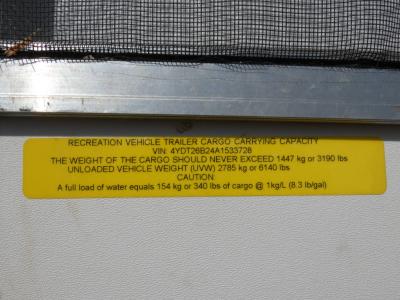 RECREATION VEHICLE TRAILER CARGO CARRYING CAPACITY
VIN: 4YDT26B24A1533728
THE WEIGHT OF THE CARGO SHOULD NEVER EXCEED 1447 kg or 3190 lbs
UNLOADED VEHICLE WEIGHT (UVW) 2785 kg or 6140 lbs
CAUTION:
A full load of water equals 154 kg or 340 lbs of cargo @ 1kg/L (8.3 lb/gal)